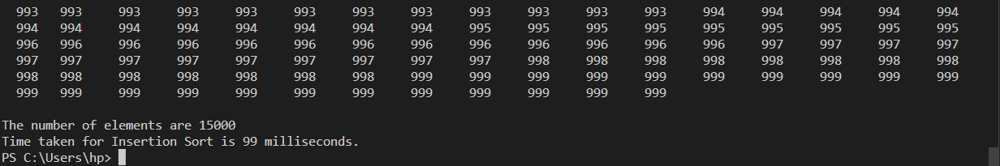 993 993 993 993 993 993 993 993 993 993 993 993 994 994 994 994 994
994 994 994 994 994 994 994 994 995 995 995 995 995 995 995 995 995
996 996 996 996 996 996 996 996 996 996 996 996 996 997 997 997 997
997 997 997 997 997 997 997 997 997 998 998 998 998 998 998 998 998
998 998 998 998 998 998 998 999 999 999 999 999 999 999 999 999 999
999 999 999 999 999 999 999 999 999 999 999 999
The number of elements are 15000
Time taken for Insertion Sort is 99 milliseconds.
PS C:\Users\hp>